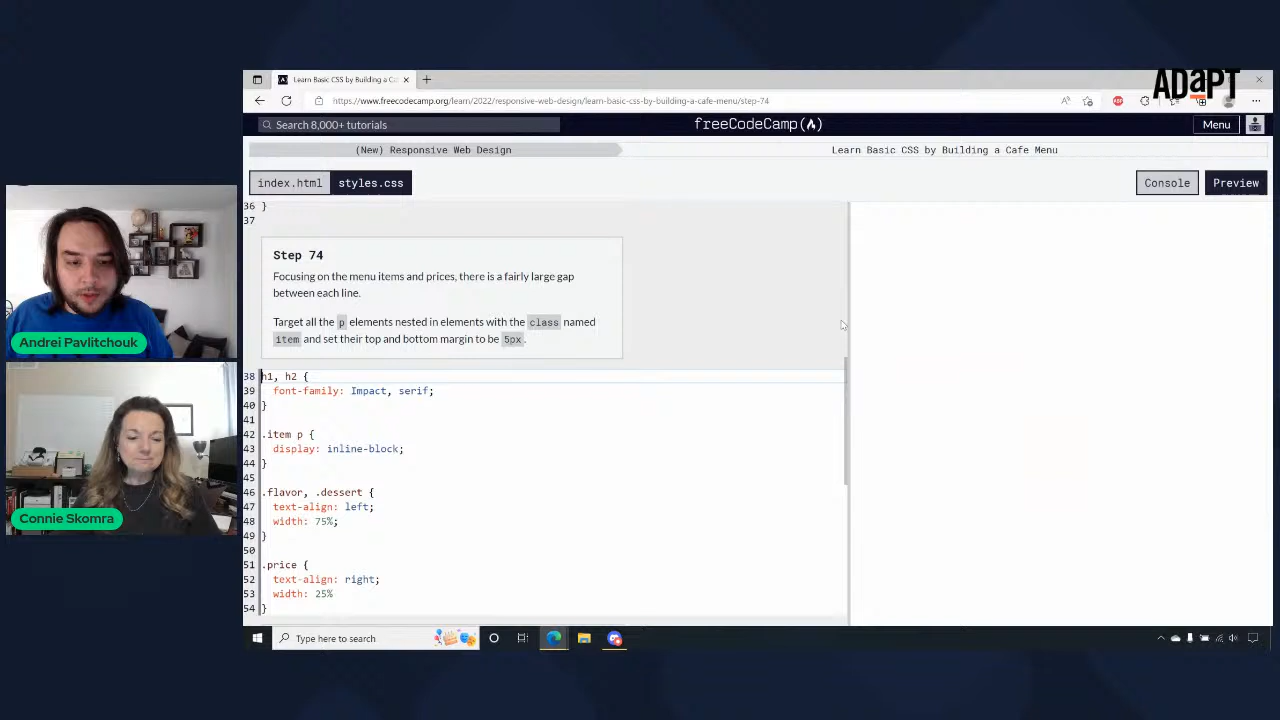 ADaPT
Learn Basic CSS by Building a Ca
https://www.freecodecamp.org/learn/2022/responsive-web-design/learn-basic-css-by-building-a-cafe-menu/step-74
Search 8,000+ tutorials
freeCodeCamp
Menu
(New) Responsive Web Design
Learn Basic CSS by Building a Cafe Menu
index.html
styles.css
Console
Preview
36 }
37
Step 74
Focusing on the menu items and prices, there is a fairly large gap
between each line.
Target all the p elements nested in elements with the class named
item and set their top and bottom margin to be 5px.
38 h1, h2 {
39 font-family: Impact, serif;
40 }
41
42 .item p {
43 display: inline-block;
44 }
45
46 .flavor, .dessert {
47 text-align: left;
48 width: 75%;
49 }
50
51 .price {
52 text-align: right;
53 width: 25%
54 }
Andrei Pavlitchouk
Connie Skomra
Type here to search